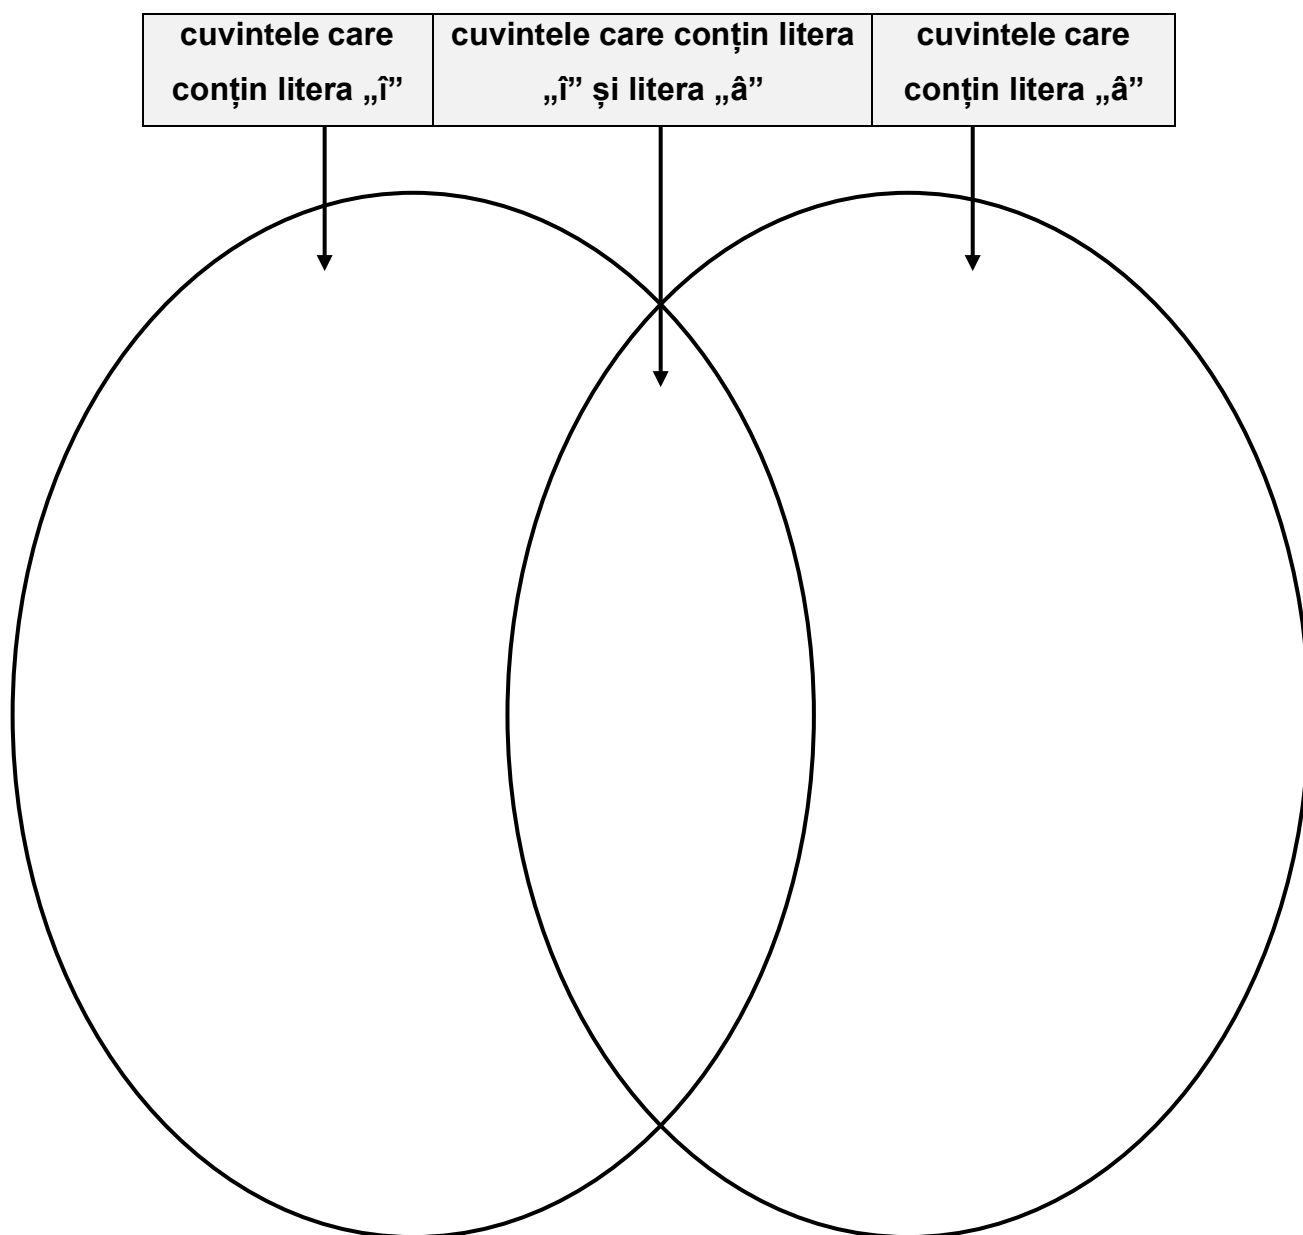 cuvintele care
conțin litera „î”
cuvintele care conțin litera
„î” și litera „â”
cuvintele care
conțin litera „â”